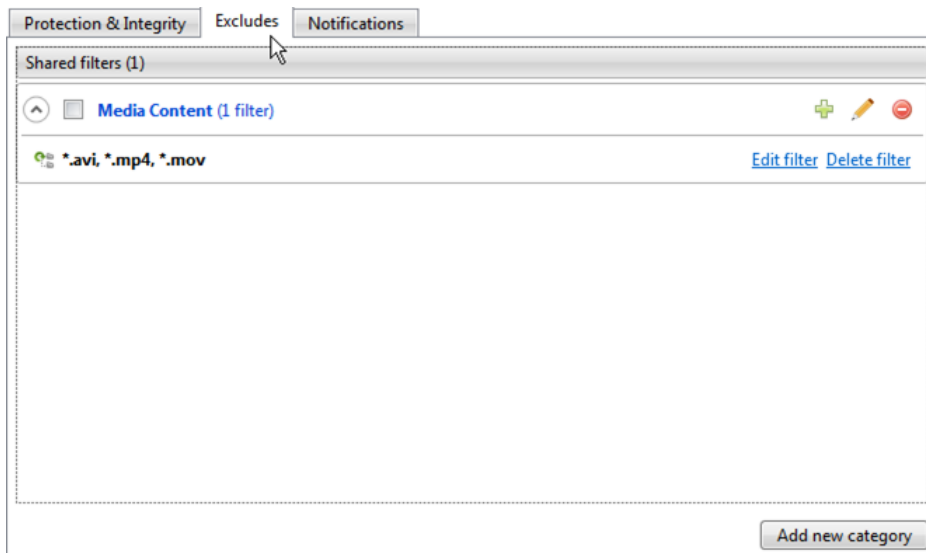 Protection & Integrity Excludes Notifications
Shared filters (1)
Media Content (1 filter)
*.avi, *.mp4, *.mov Edit filter Delete filter
Add new category